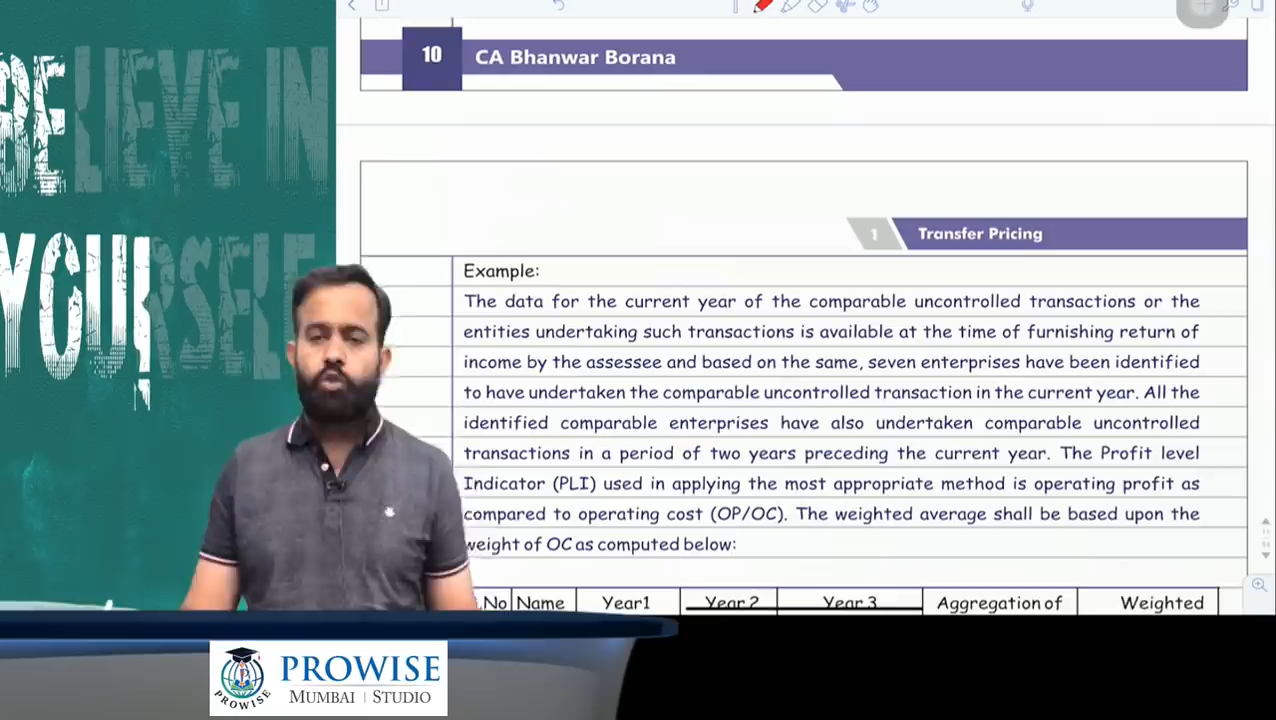 BELIEVE IN
YOURSELF
10
CA Bhanwar Borana
1
Transfer Pricing
Example:
The data for the current year of the comparable uncontrolled transactions or the
entities undertaking such transactions is available at the time of furnishing return of
income by the assessee and based on the same, seven enterprises have been identified
to have undertaken the comparable uncontrolled transaction in the current year. All the
identified comparable enterprises have also undertaken comparable uncontrolled
transactions in a period of two years preceding the current year. The Profit level
Indicator (PLI) used in applying the most appropriate method is operating profit as
compared to operating cost (OP/OC). The weighted average shall be based upon the
weight of OC as computed below:
.No Name Year1 Year 2 Year 3 Aggregation of Weighted
PROWISE
PROWISE
MUMBAI | STUDIO